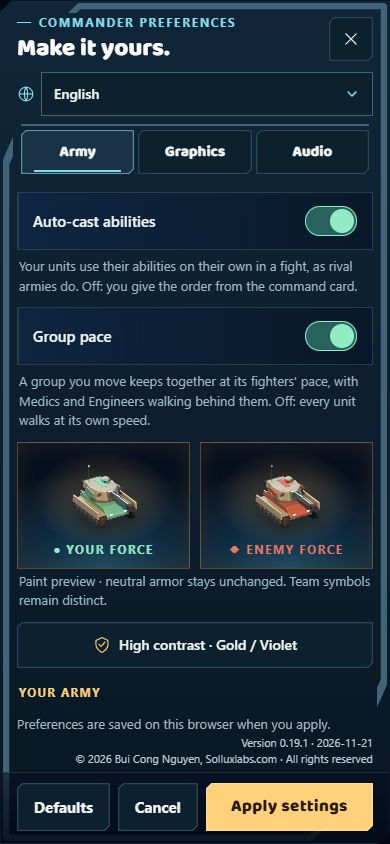 COMMANDER PREFERENCES
Make it yours.
English
Army
Graphics
Audio
Auto-cast abilities
Your units use their abilities on their own in a fight, as rival
armies do. Off: you give the order from the command card.
Group pace
A group you move keeps together at its fighters' pace, with
Medics and Engineers walking behind them. Off: every unit
walks at its own speed.
YOUR FORCE
ENEMY FORCE
Paint preview · neutral armor stays unchanged. Team symbols
remain distinct.
High contrast · Gold / Violet
YOUR ARMY
Preferences are saved on this browser when you apply.
Version 0.19.1 · 2026-11-21
© 2026 Bui Cong Nguyen, Solluxlabs.com · All rights reserved
Defaults
Cancel
Apply settings